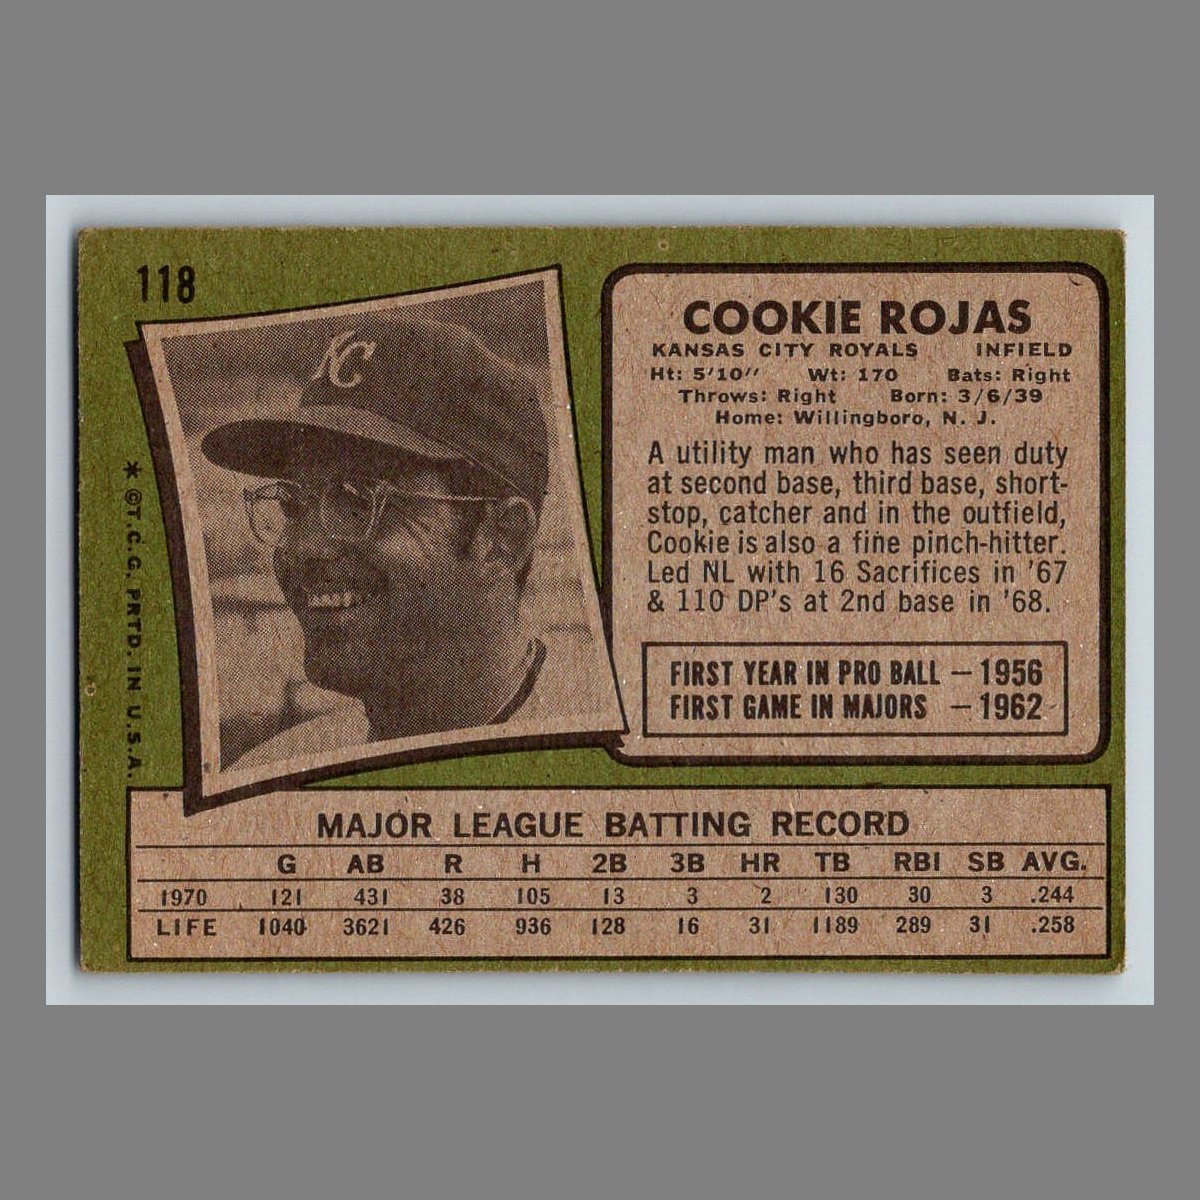 118
KC
COOKIE ROJAS
KANSAS CITY ROYALS INFIELD
Ht: 5'10" Wt: 170 Bats: Right
Throws: Right Born: 3/6/39
Home: Willingboro, N. J.
A utility man who has seen duty
at second base, third base, short-
stop, catcher and in the outfield,
Cookie is also a fine pinch-hitter.
Led NL with 16 Sacrifices in '67
& 110 DP's at 2nd base in '68.
FIRST YEAR IN PRO BALL — 1956
FIRST GAME IN MAJORS — 1962
* ©T.C.G. PRTD. IN U.S.A.
MAJOR LEAGUE BATTING RECORD
G AB R H 2B 3B HR TB RBI SB AVG.
1970 121 431 38 105 13 3 2 130 30 3 .244
LIFE 1040 3621 426 936 128 16 31 1189 289 31 .258